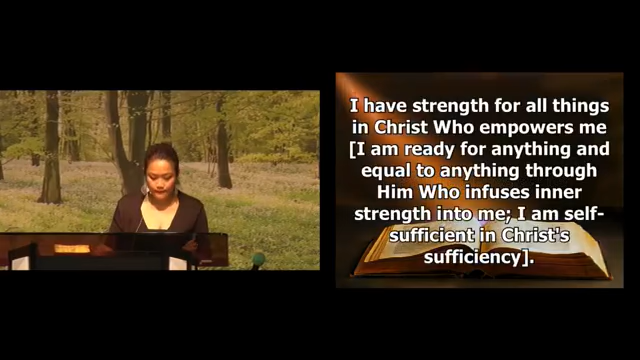 I have strength for all things
in Christ Who empowers me
[I am ready for anything and
equal to anything through
Him Who infuses inner
strength into me; I am self-
sufficient in Christ's
sufficiency].